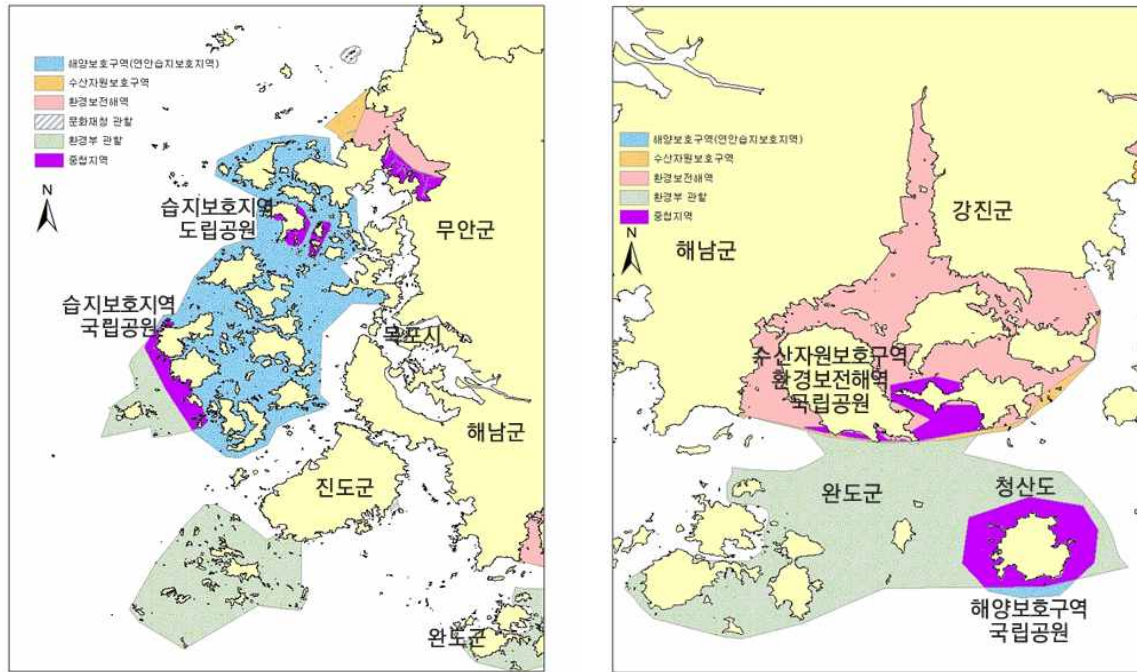 해양보호구역(연안습지보호지역)
수산자원보호구역
환경보전해역
문화재청 관할
환경부 관할
중첩지역
N
습지보호지역
도립공원
무안군
습지보호지역
국립공원
목포시
해남군
진도군
완도군
해양보호구역(연안습지보호지역)
수산자원보호구역
환경보전해역
환경부 관할
중첩지역
N
강진군
해남군
수산자원보호구역
환경보전해역
국립공원
완도군
청산도
해양보호구역
국립공원